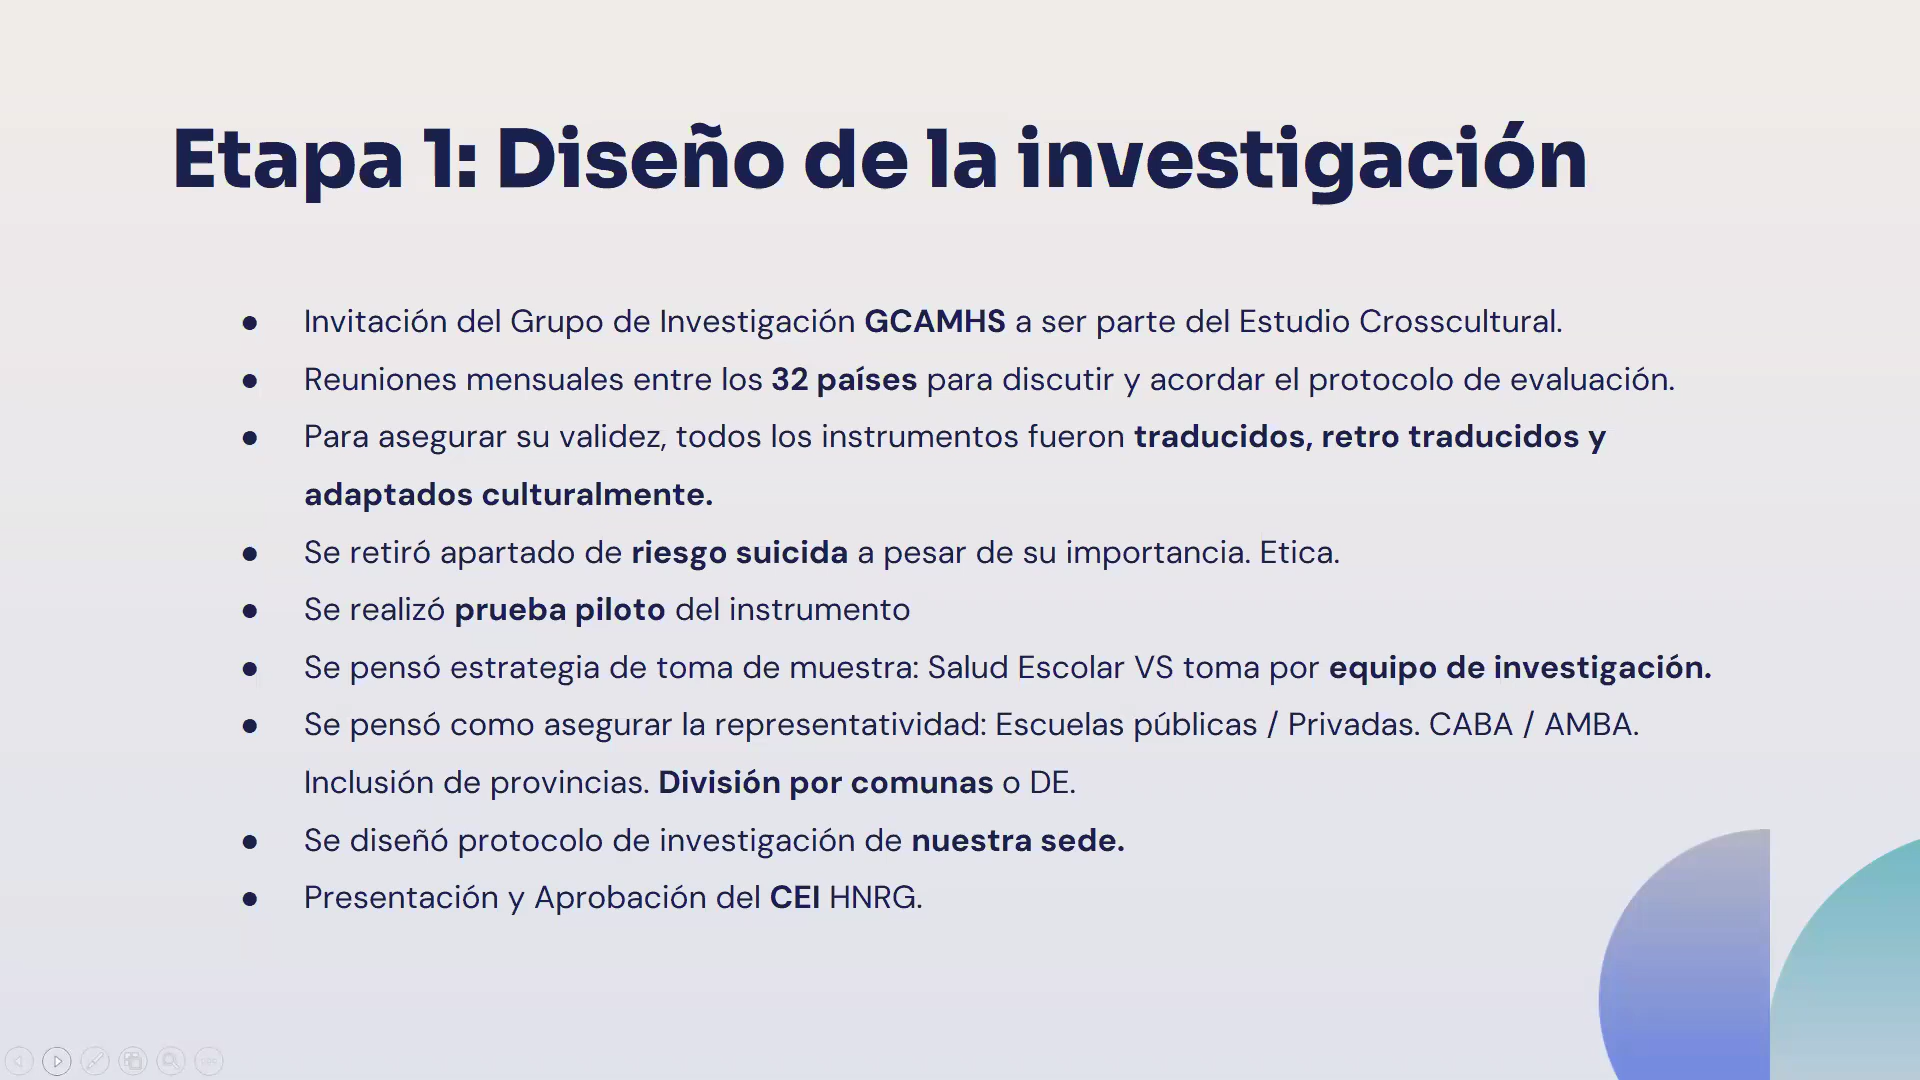 Etapa 1: Diseño de la investigación
● Invitación del Grupo de Investigación GCAMHS a ser parte del Estudio Crosscultural.
● Reuniones mensuales entre los 32 países para discutir y acordar el protocolo de evaluación.
● Para asegurar su validez, todos los instrumentos fueron traducidos, retro traducidos y
adaptados culturalmente.
● Se retiró apartado de riesgo suicida a pesar de su importancia. Etica.
● Se realizó prueba piloto del instrumento
● Se pensó estrategia de toma de muestra: Salud Escolar VS toma por equipo de investigación.
● Se pensó como asegurar la representatividad: Escuelas públicas / Privadas. CABA / AMBA.
Inclusión de provincias. División por comunas o DE.
● Se diseñó protocolo de investigación de nuestra sede.
● Presentación y Aprobación del CEI HNRG.